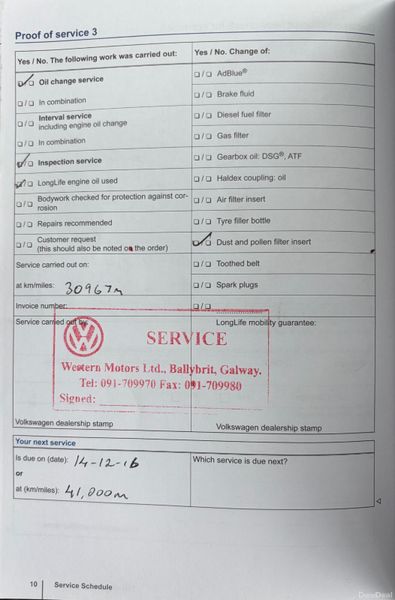 Proof of service 3
Yes / No. The following work was carried out:
Oil change service
In combination
Interval service
including engine oil change
In combination
Inspection service
LongLife engine oil used
Bodywork checked for protection against cor-
rosion
Repairs recommended
Customer request
(this should also be noted on the order)
Service carried out on:
at km/miles: 30967m
Invoice number:
Service carried out by:
Yes / No. Change of:
AdBlue®
Brake fluid
Diesel fuel filter
Gas filter
Gearbox oil: DSG®, ATF
Haldex coupling: oil
Air filter insert
Tyre filler bottle
Dust and pollen filter insert
Toothed belt
Spark plugs
LongLife mobility guarantee:
SERVICE
Western Motors Ltd., Ballybrit, Galway.
Tel: 091-709970 Fax: 091-709980
Signed:
Volkswagen dealership stamp
Volkswagen dealership stamp
Your next service
Is due on (date): 14-12-16
or
at (km/miles): 41,000m
Which service is due next?
10 Service Schedule
DoneDeal